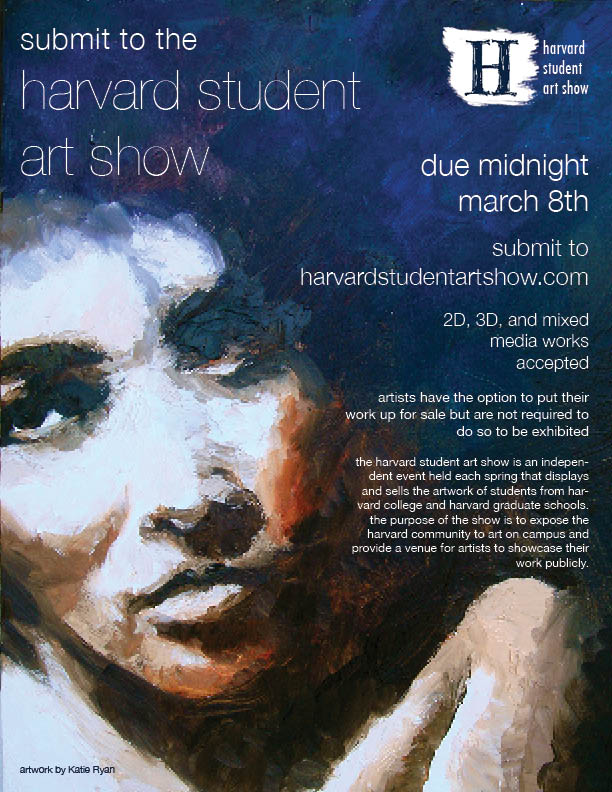 submit to the
harvard student
art show
H
harvard
student
art show
due midnight
march 8th
submit to
harvardstudentartshow.com
2D, 3D, and mixed
media works
accepted
artists have the option to put their
work up for sale but are not required to
do so to be exhibited
the harvard student art show is an indepen-
dent event held each spring that displays
and sells the artwork of students from har-
vard college and harvard graduate schools.
the purpose of the show is to expose the
harvard community to art on campus and
provide a venue for artists to showcase their
work publicly.
artwork by Katie Ryan